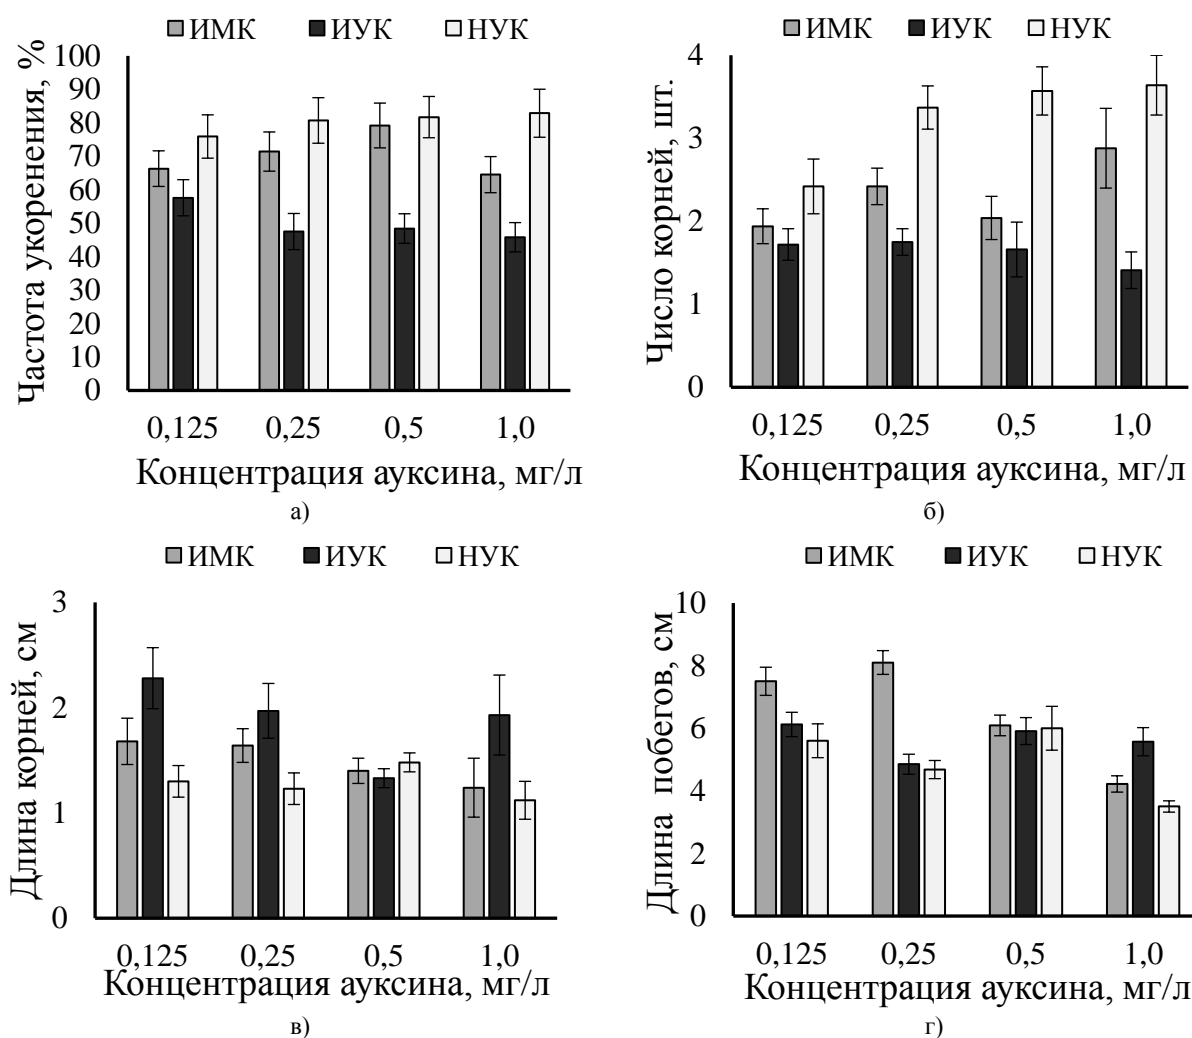 ИМК ИУК НУК
Частота укоренения, %
100
90
80
70
60
50
40
30
20
10
0
0,125 0,25 0,5 1,0
Концентрация ауксина, мг/л
а)
ИМК ИУК НУК
Число корней, шт.
4
3
2
1
0
0,125 0,25 0,5 1,0
Концентрация ауксина, мг/л
б)
ИМК ИУК НУК
Длина корней, см
3
2
1
0
0,125 0,25 0,5 1,0
Концентрация ауксина, мг/л
в)
ИМК ИУК НУК
Длина побегов, см
10
8
6
4
2
0
0,125 0,25 0,5 1,0
Концентрация ауксина, мг/л
г)